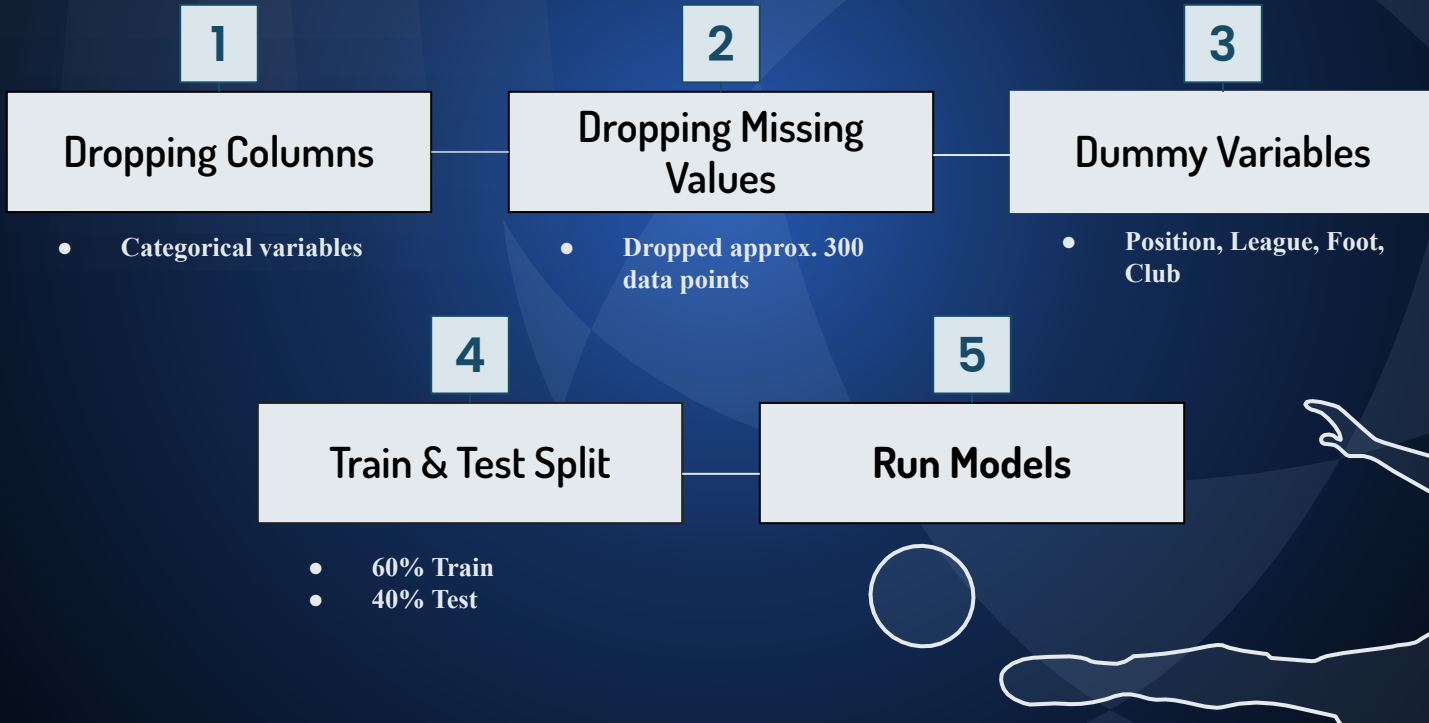 1
Dropping Columns
● Categorical variables
2
Dropping Missing
Values
● Dropped approx. 300
data points
3
Dummy Variables
● Position, League, Foot,
Club
4
Train & Test Split
● 60% Train
● 40% Test
5
Run Models